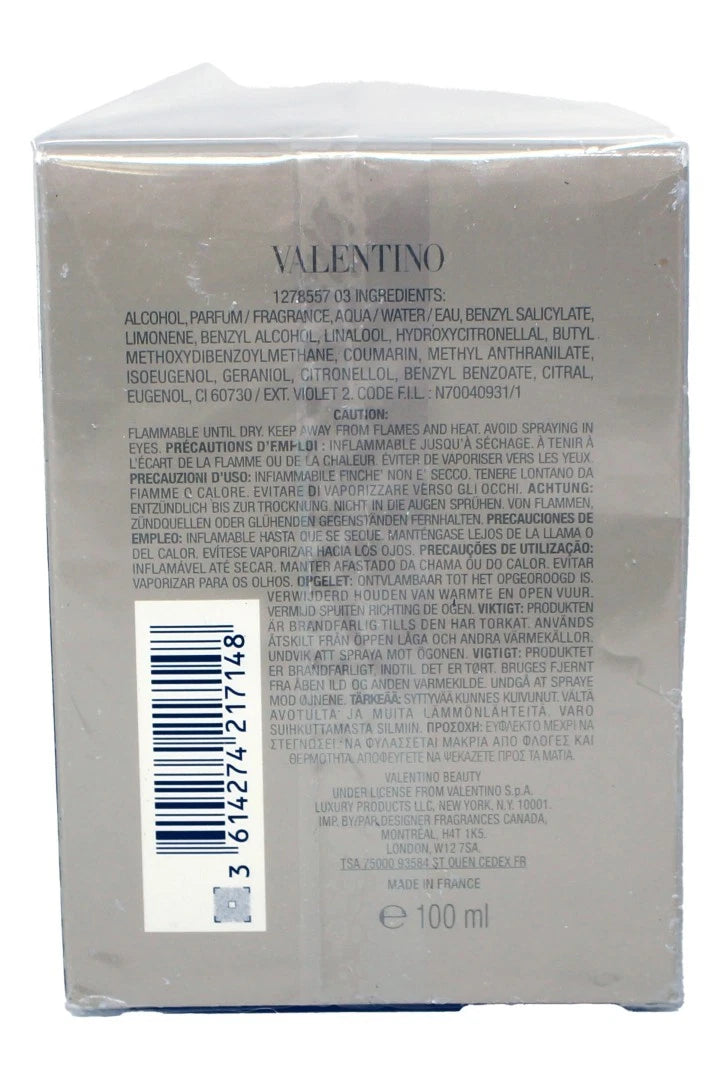 VALENTINO
1278557 03 INGREDIENTS:
ALCOHOL, PARFUM / FRAGRANCE, AQUA / WATER / EAU, BENZYL SALICYLATE,
LIMONENE, BENZYL ALCOHOL, LINALOOL, HYDROXYCITRONELLAL, BUTYL
METHOXYDIBENZOYLMETHANE, COUMARIN, METHYL ANTHRANILATE,
ISOEUGENOL, GERANIOL, CITRONELLOL, BENZYL BENZOATE, CITRAL,
EUGENOL, CI 60730 / EXT. VIOLET 2. CODE F.I.L. : N70040931/1
CAUTION:
FLAMMABLE UNTIL DRY. KEEP AWAY FROM FLAMES AND HEAT. AVOID SPRAYING IN
EYES. PRÉCAUTIONS D'EMPLOI : INFLAMMABLE JUSQU'À SÉCHAGE. À TENIR À
L'ÉCART DE LA FLAMME OU DE LA CHALEUR. ÉVITER DE VAPORISER VERS LES YEUX.
PRECAUZIONI D'USO: INFIAMMABILE FINCHE' NON E' SECCO. TENERE LONTANO DA
FIAMME O CALORE. EVITARE DI VAPORIZZARE VERSO GLI OCCHI. ACHTUNG:
ENTZÜNDLICH BIS ZUR TROCKNUNG. NICHT IN DIE AUGEN SPRÜHEN. VON FLAMMEN,
ZÜNDQUELLEN ODER GLÜHENDEN GEGENSTÄNDEN FERNHALTEN. PRECAUCIONES DE
EMPLEO: INFLAMABLE HASTA QUE SE SEQUE. MANTÉNGASE LEJOS DE LA LLAMA O
DEL CALOR. EVÍTESE VAPORIZAR HACIA LOS OJOS. PRECAUÇÕES DE UTILIZAÇÃO:
INFLAMÁVEL ATÉ SECAR. MANTER AFASTADO DA CHAMA OU DO CALOR. EVITAR
VAPORIZAR PARA OS OLHOS. OPGELET: ONTVLAMBAAR TOT HET OPGEDROOGD IS.
VERWIJDERD HOUDEN VAN WARMTE EN OPEN VUUR.
VERMIJD SPUITEN RICHTING DE OGEN. VIKTIGT: PRODUKTEN
ÄR BRANDFARLIG TILLS DEN HAR TORKAT. ANVÄNDS
ÅTSKILT FRÅN ÖPPEN LÅGA OCH ANDRA VÄRMEKÄLLOR.
UNDVIK ATT SPRAYA MOT ÖGONEN. VIGTIGT: PRODUKTET
ER BRANDFARLIGT, INDTIL DET ER TØRT. BRUGES FJERNT
FRA ÅBEN ILD OG ANDEN VARMEKILDE. UNDGÅ AT SPRAYE
MOD ØJNENE. TÄRKEÄÄ: SYTTYVÄÄ KUNNES KUIVUNUT. VÄLTÄ
AVOTULTA JA MUITA LÄMMÖNLÄHTEITÄ. VARO
SUIHKUTTAMASTA SILMIIN. ΠΡΟΣΟΧΗ: ΕΥΦΛΕΚΤΟ ΜΕΧΡΙ ΝΑ
ΣΤΕΓΝΩΣΕΙ. ΝΑ ΦΥΛΑΣΣΕΤΑΙ ΜΑΚΡΙΑ ΑΠΟ ΦΛΟΓΕΣ ΚΑΙ
ΘΕΡΜΟΤΗΤΑ. ΑΠΟΦΕΥΓΕΤΕ ΝΑ ΨΕΚΑΖΕΤΕ ΠΡΟΣ ΤΑ ΜΑΤΙΑ.
3 614274 217148
VALENTINO BEAUTY
UNDER LICENSE FROM VALENTINO S.p.A.
LUXURY PRODUCTS LLC, NEW YORK, N.Y. 10001.
IMP. BY/PAR DESIGNER FRAGRANCES CANADA,
MONTRÉAL, H4T 1K5.
LONDON, W12 7SA.
TSA 75000 93584 ST OUEN CEDEX FR
MADE IN FRANCE
℮ 100 ml